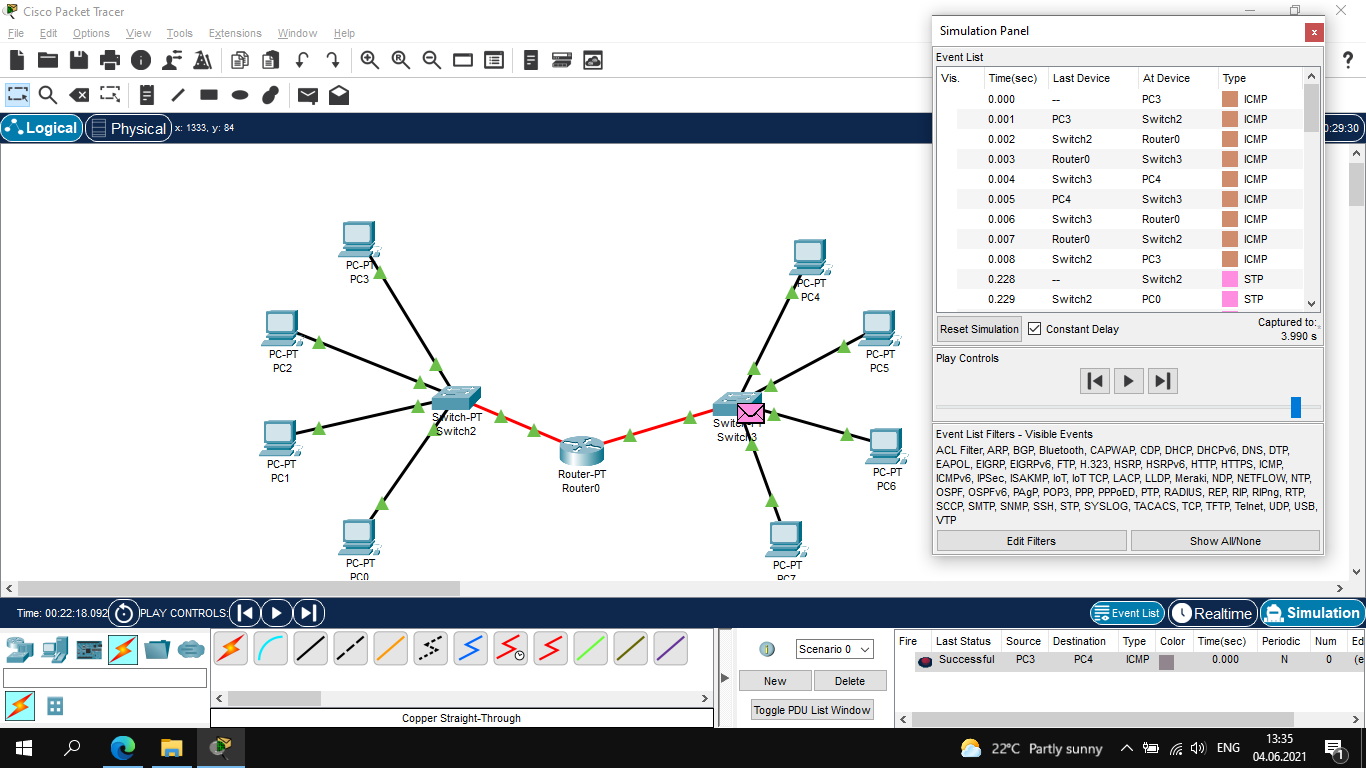 Cisco Packet Tracer
File Edit Options View Tools Extensions Window Help
Logical Physical x: 1333, y: 84
0:29:30
PC-PT
PC3
PC-PT
PC2
PC-PT
PC1
PC-PT
PC0
Switch-PT
Switch2
Router-PT
Router0
Switch-PT
Switch3
PC-PT
PC4
PC-PT
PC5
PC-PT
PC6
PC-PT
PC7
Simulation Panel
x
Event List
Vis. Time(sec) Last Device At Device Type
0.000 -- PC3 ICMP
0.001 PC3 Switch2 ICMP
0.002 Switch2 Router0 ICMP
0.003 Router0 Switch3 ICMP
0.004 Switch3 PC4 ICMP
0.005 PC4 Switch3 ICMP
0.006 Switch3 Router0 ICMP
0.007 Router0 Switch2 ICMP
0.008 Switch2 PC3 ICMP
0.228 -- Switch2 STP
0.229 Switch2 PC0 STP
Reset Simulation Constant Delay Captured to:*
3.990 s
Play Controls
Event List Filters - Visible Events
ACL Filter, ARP, BGP, Bluetooth, CAPWAP, CDP, DHCP, DHCPv6, DNS, DTP,
EAPOL, EIGRP, EIGRPv6, FTP, H.323, HSRP, HSRPv6, HTTP, HTTPS, ICMP,
ICMPv6, IPSec, ISAKMP, IoT, IoT TCP, LACP, LLDP, Meraki, NDP, NETFLOW, NTP,
OSPF, OSPFv6, PAgP, POP3, PPP, PPPoED, PTP, RADIUS, REP, RIP, RIPng, RTP,
SCCP, SMTP, SNMP, SSH, STP, SYSLOG, TACACS, TCP, TFTP, Telnet, UDP, USB,
VTP
Edit Filters Show All/None
Time: 00:22:18.092 PLAY CONTROLS: Event List Realtime Simulation
Copper Straight-Through
Scenario 0
New Delete
Toggle PDU List Window
Fire Last Status Source Destination Type Color Time(sec) Periodic Num Edi
Successful PC3 PC4 ICMP 0.000 N 0 (e
22°C Partly sunny ENG
13:35
04.06.2021
1